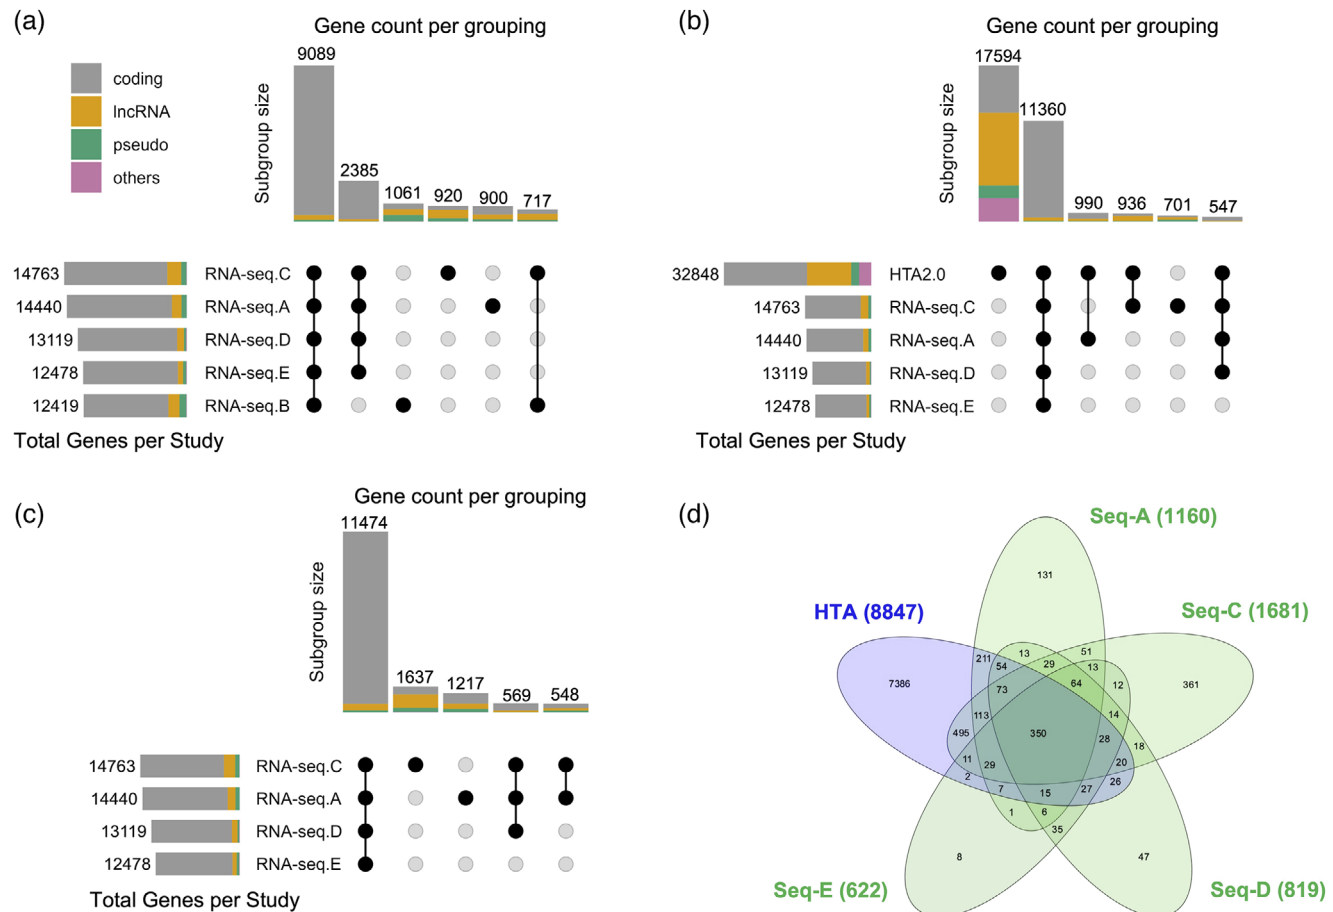 (a)
Gene count per grouping
9089
coding
lncRNA
pseudo
others
Subgroup size
2385
1061
920
900
717
14763
RNA-seq.C
14440
RNA-seq.A
13119
RNA-seq.D
12478
RNA-seq.E
12419
RNA-seq.B
Total Genes per Study
(b)
Gene count per grouping
17594
Subgroup size
11360
990
936
701
547
32848
HTA2.0
14763
RNA-seq.C
14440
RNA-seq.A
13119
RNA-seq.D
12478
RNA-seq.E
Total Genes per Study
(c)
Gene count per grouping
11474
Subgroup size
1637
1217
569
548
14763
RNA-seq.C
14440
RNA-seq.A
13119
RNA-seq.D
12478
RNA-seq.E
Total Genes per Study
(d)
Seq-A (1160)
131
HTA (8847)
Seq-C (1681)
211
54
13
29
51
13
7386
73
64
12
361
113
14
495
350
28
18
11
29
20
2
26
7
15
27
1
6
35
8
47
Seq-E (622)
Seq-D (819)